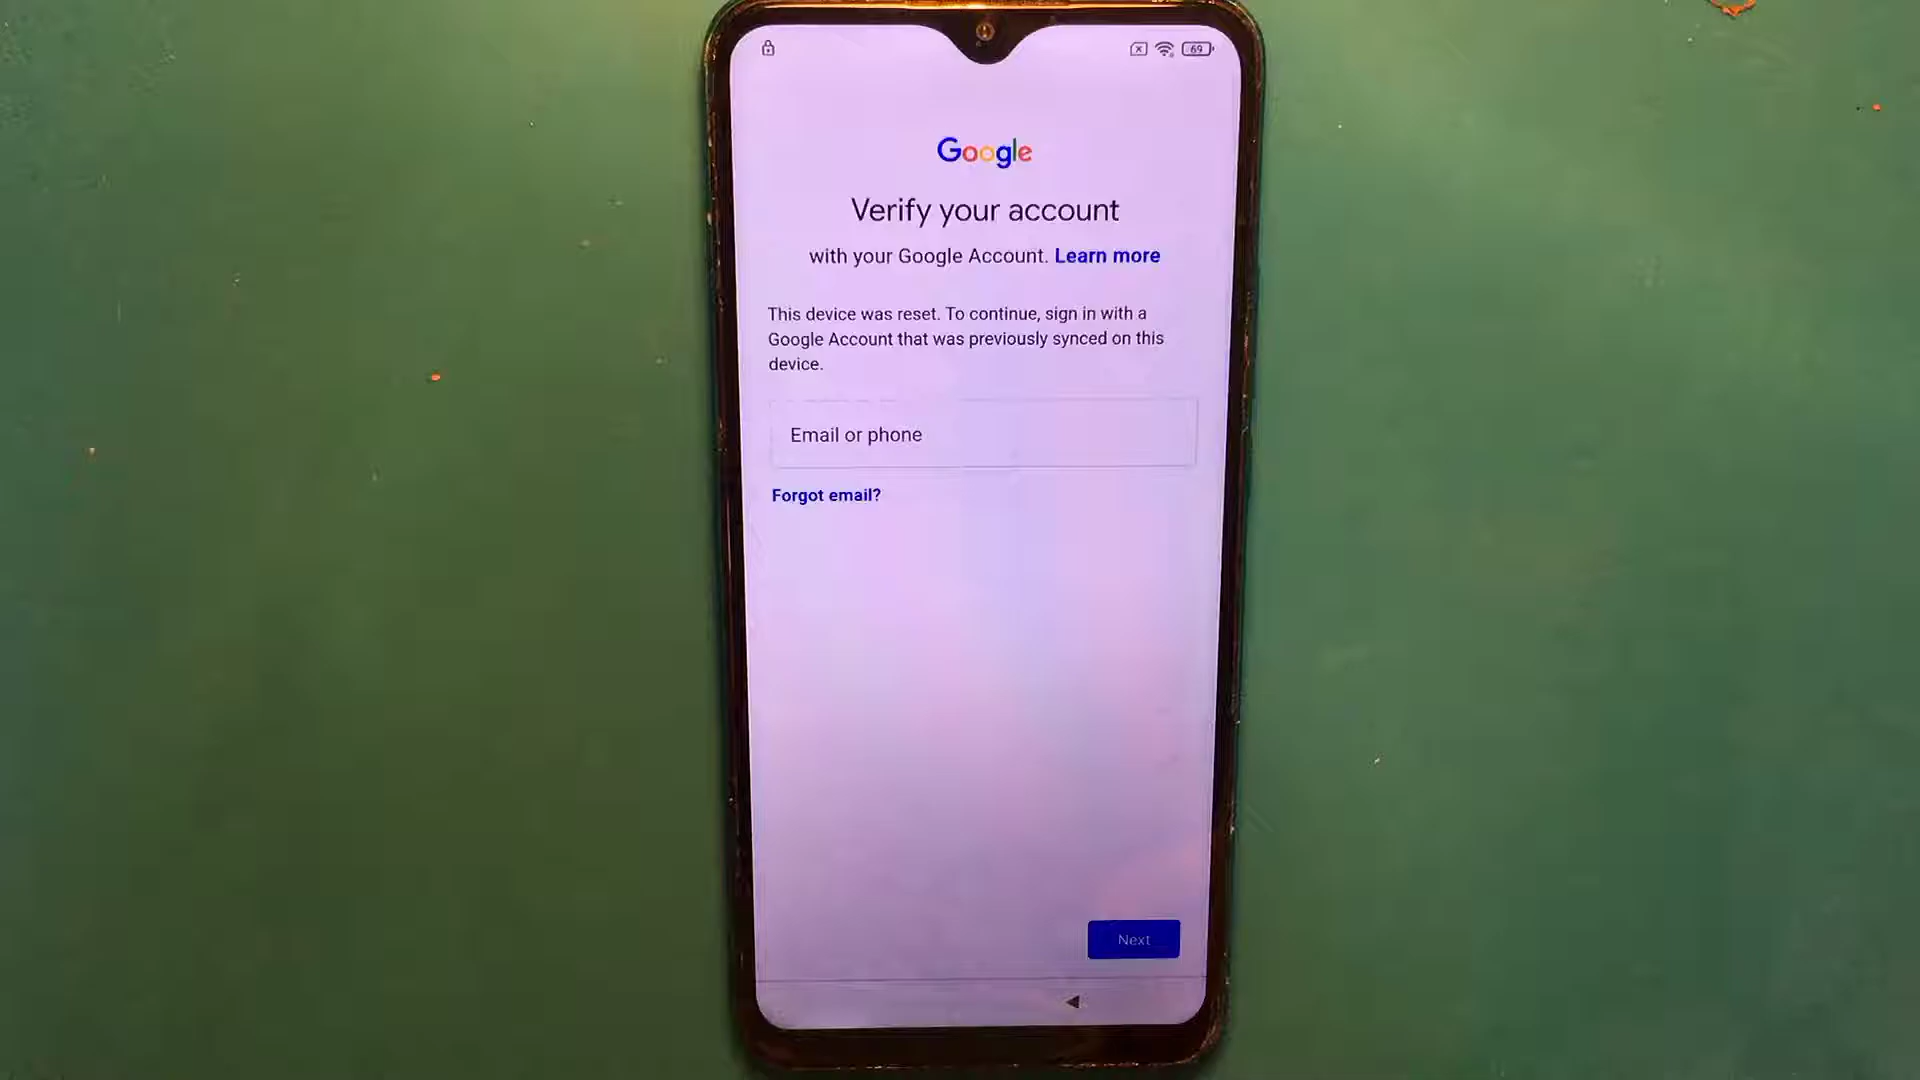 69
Google
Verify your account
with your Google Account. Learn more
This device was reset. To continue, sign in with a
Google Account that was previously synced on this
device.
Email or phone
Forgot email?
Next